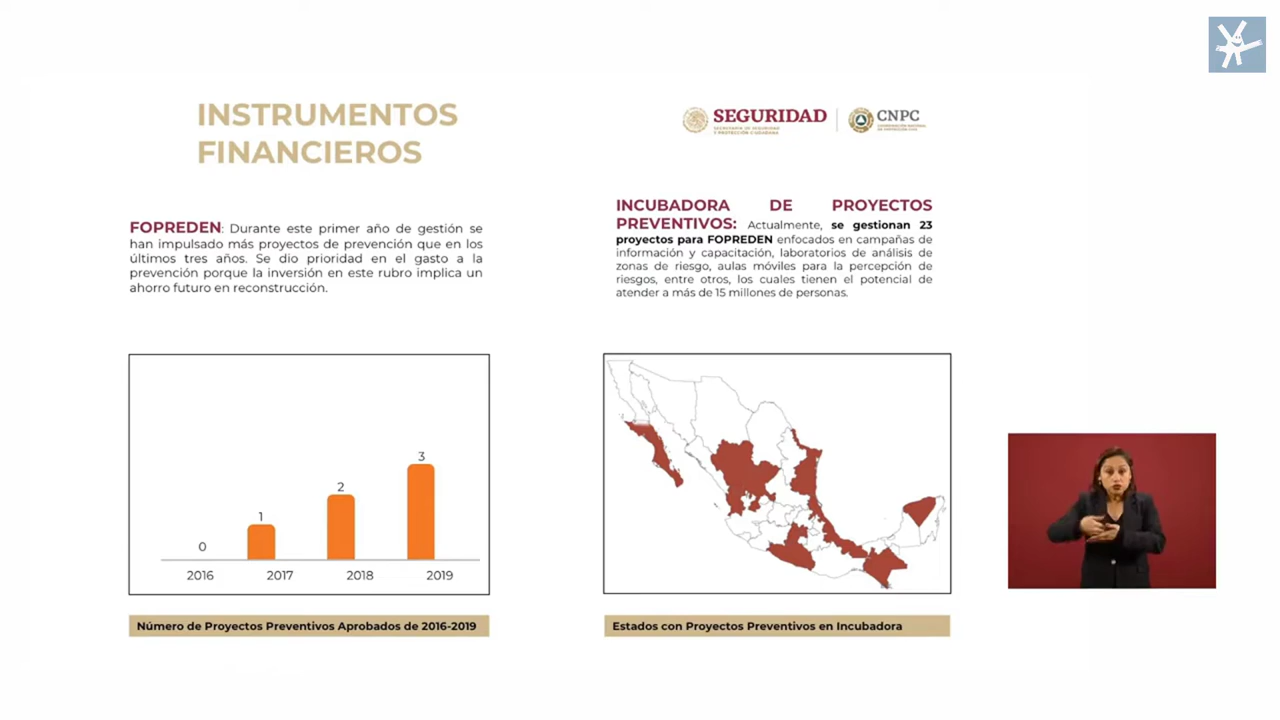 INSTRUMENTOS
FINANCIEROS
SEGURIDAD
SECRETARÍA DE SEGURIDAD
Y PROTECCIÓN CIUDADANA
CNPC
COORDINACIÓN NACIONAL
DE PROTECCIÓN CIVIL
FOPREDEN: Durante este primer año de gestión se
han impulsado más proyectos de prevención que en los
últimos tres años. Se dio prioridad en el gasto a la
prevención porque la inversión en este rubro implica un
ahorro futuro en reconstrucción.
INCUBADORA DE PROYECTOS
PREVENTIVOS: Actualmente, se gestionan 23
proyectos para FOPREDEN enfocados en campañas de
información y capacitación, laboratorios de análisis de
zonas de riesgo, aulas móviles para la percepción de
riesgos, entre otros, los cuales tienen el potencial de
atender a más de 15 millones de personas.
0
1
2
3
2016
2017
2018
2019
Número de Proyectos Preventivos Aprobados de 2016-2019
Estados con Proyectos Preventivos en Incubadora